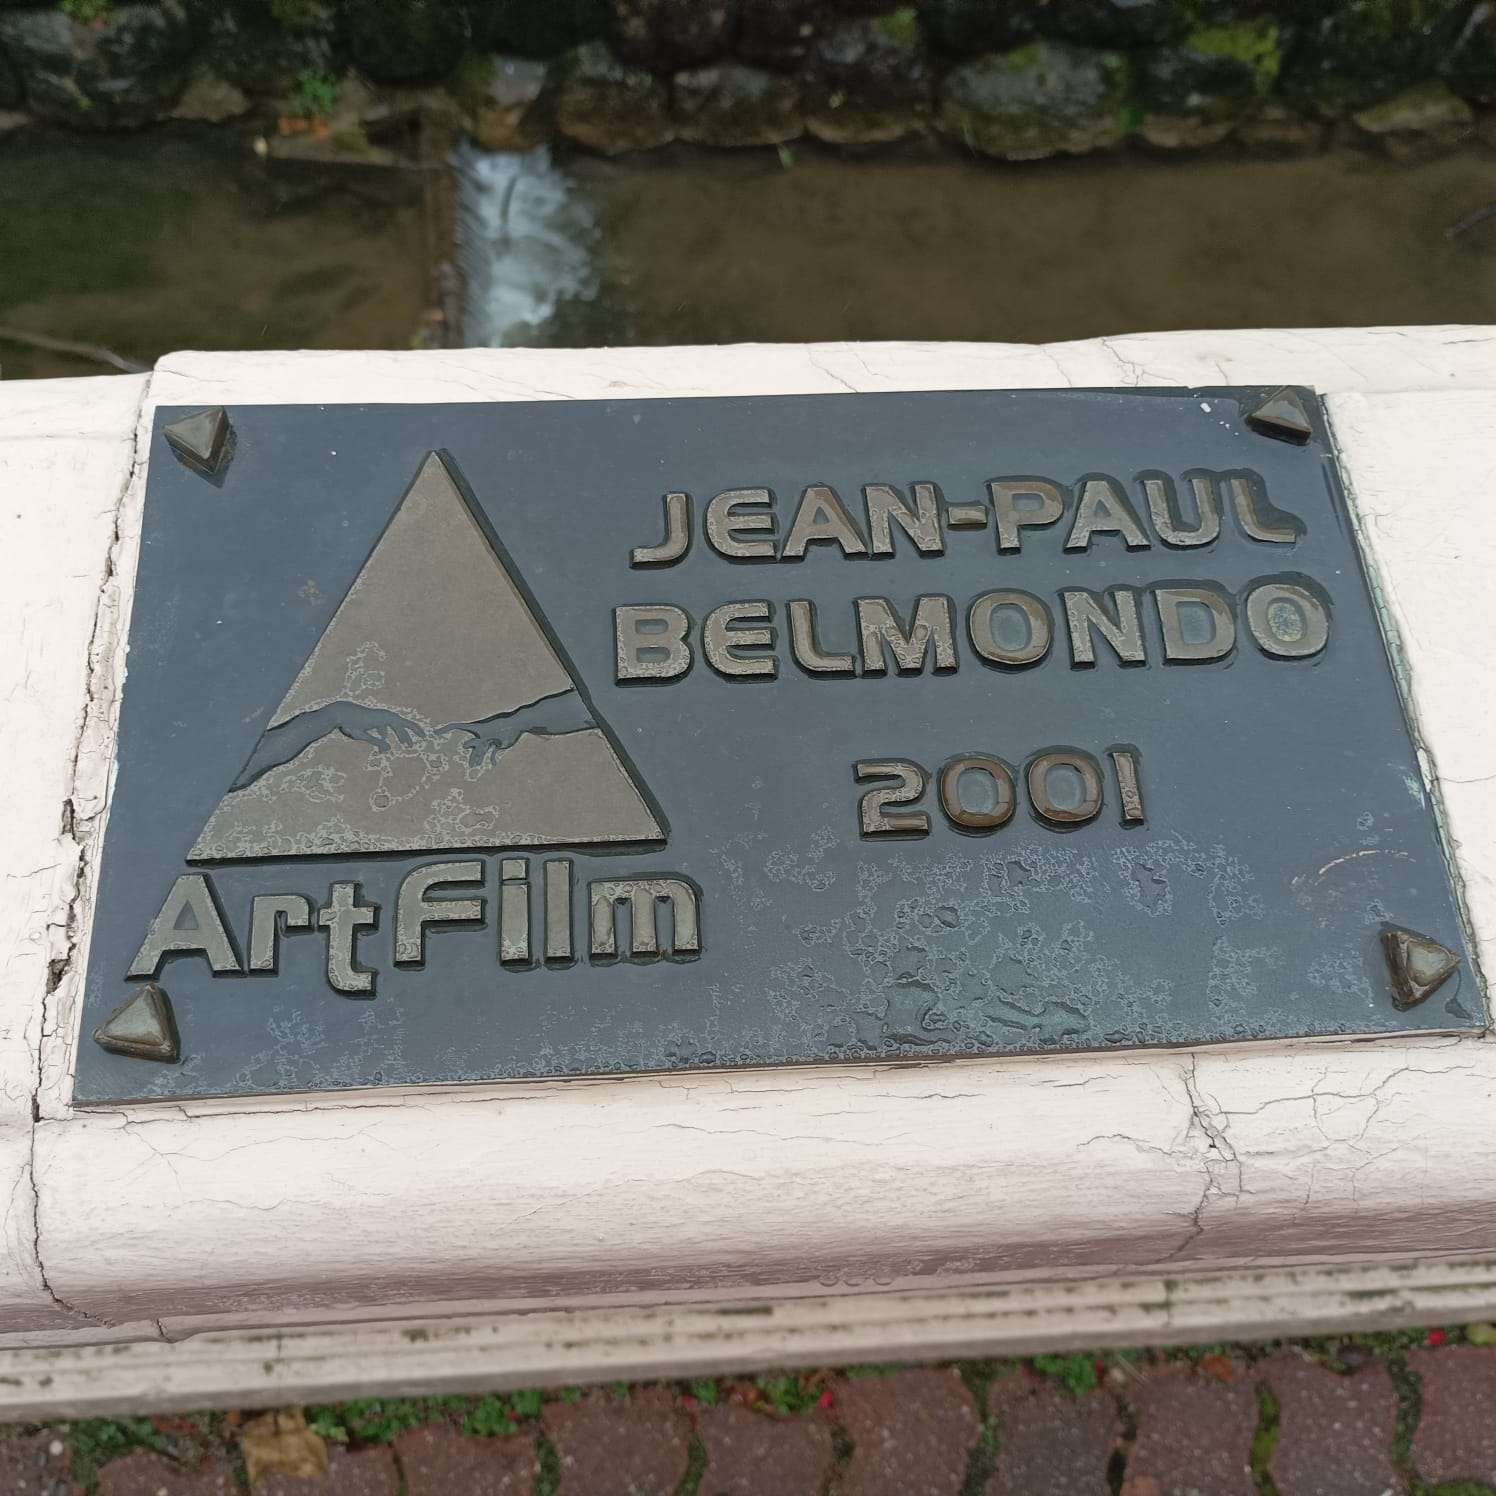 JEAN-PAUL
BELMONDO
2001
ArtFilm